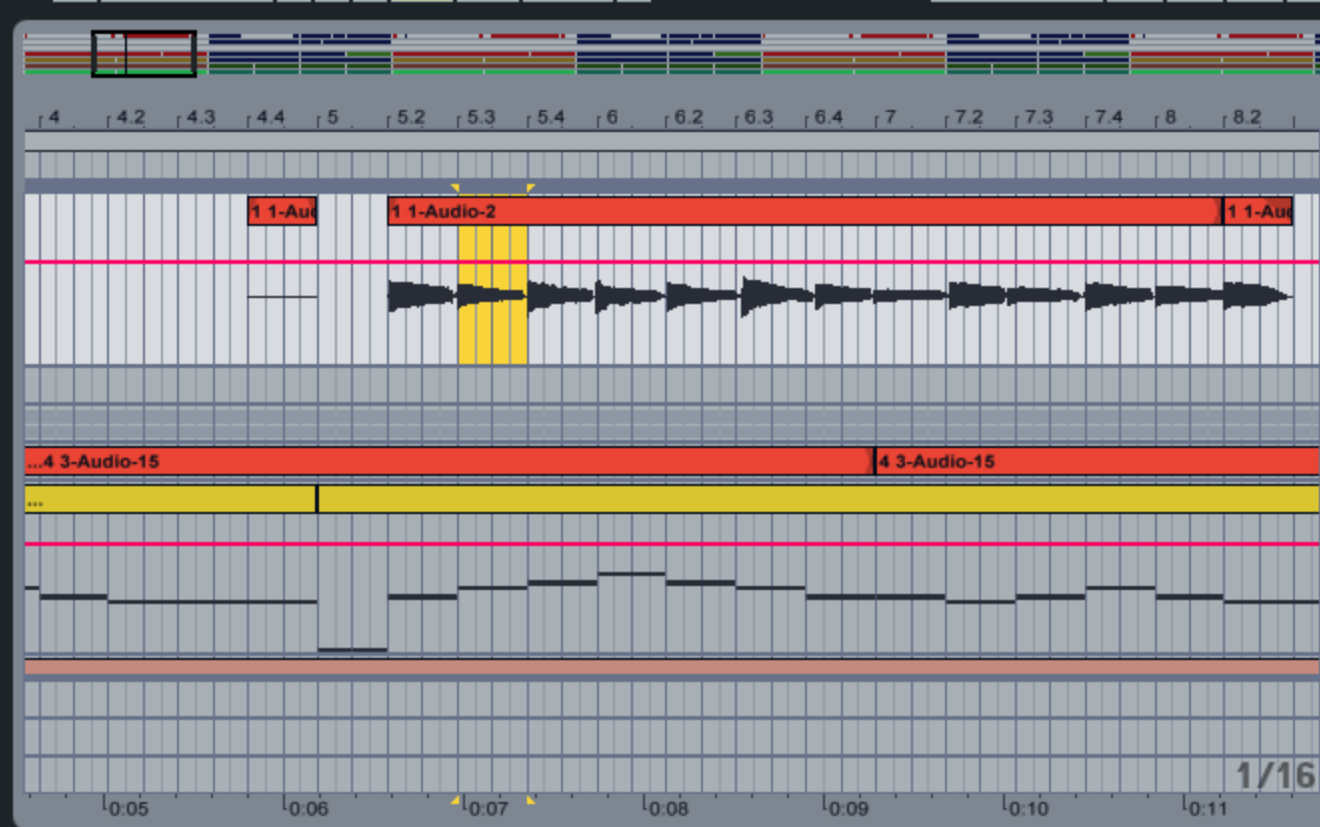 4 4.2 4.3 4.4 5 5.2 5.3 5.4 6 6.2 6.3 6.4 7 7.2 7.3 7.4 8 8.2
1 1-Aud 1 1-Audio-2 1 1-Aud
...4 3-Audio-15 4 3-Audio-15
...
1/16
0:05 0:06 0:07 0:08 0:09 0:10 0:11